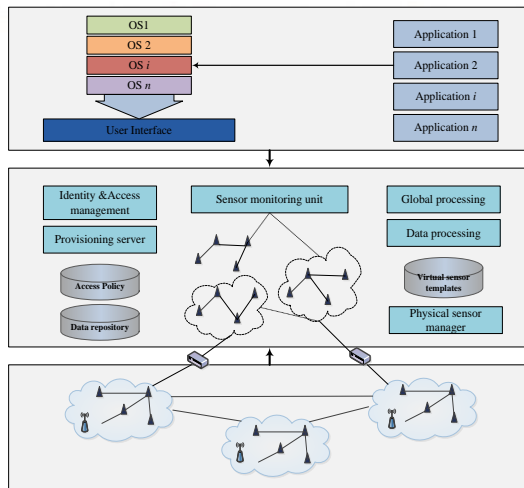 OS1
OS 2
OS i
OS n
User Interface
Application 1
Application 2
Application i
Application n
Identity &Access
management
Provisioning server
Access Policy
Data repository
Sensor monitoring unit
Global processing
Data processing
Virtual sensor
templates
Physical sensor
manager